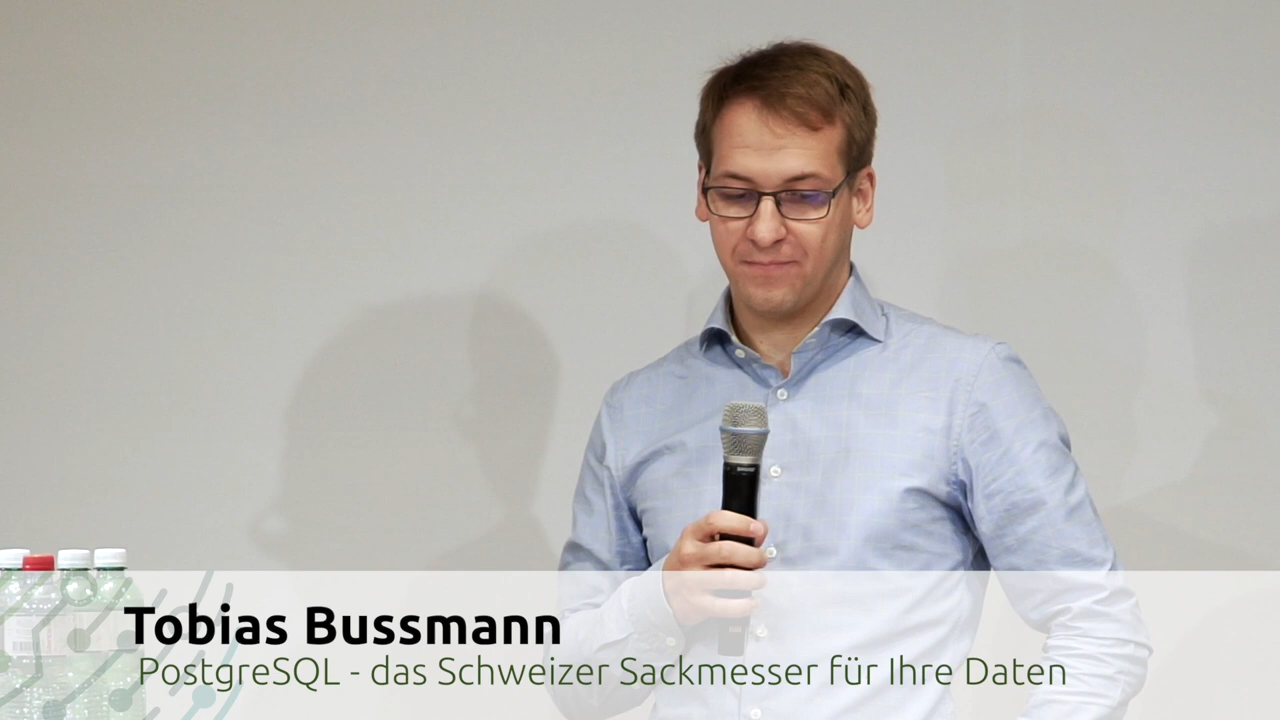 Tobias Bussmann
PostgreSQL - das Schweizer Sackmesser für Ihre Daten